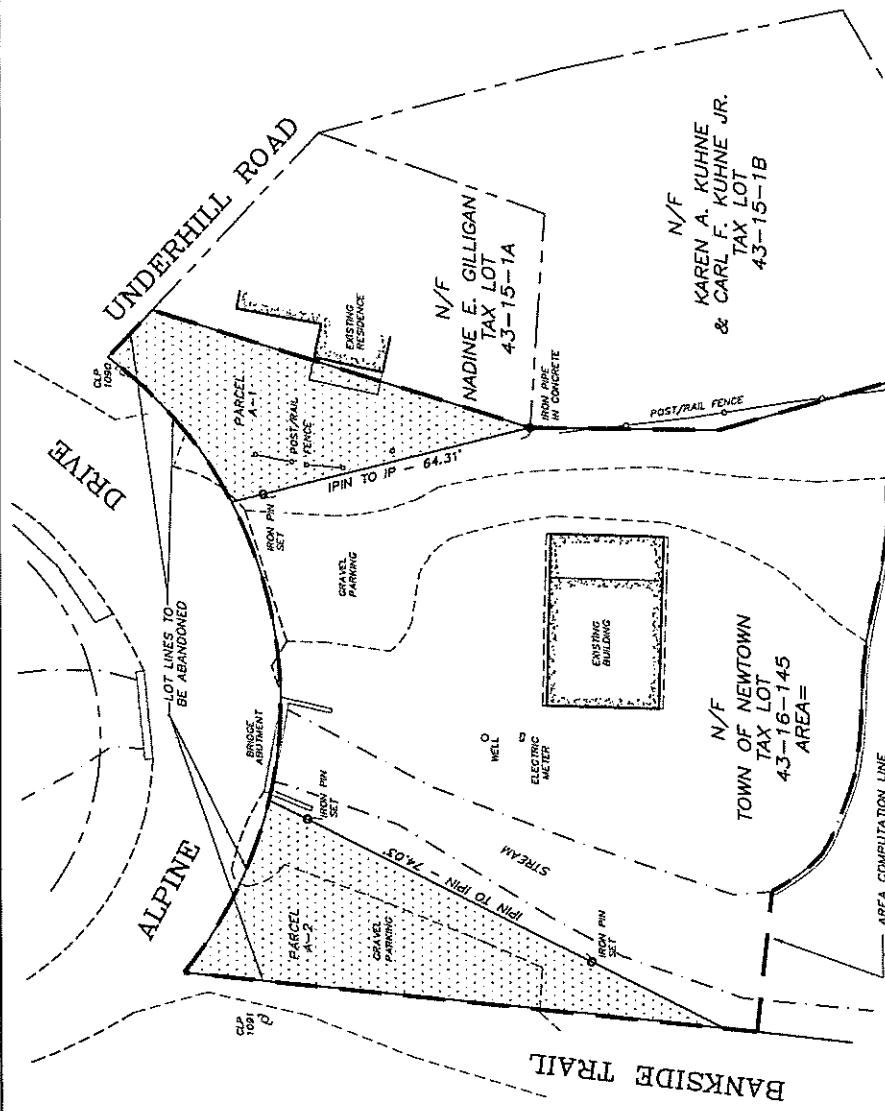 UNDERHILL ROAD
CLP
1090
DRIVE
PARCEL
A-1
EXISTING
RESIDENCE
POST/RAIL
FENCE
N/F
NADINE E. GILLIGAN
TAX LOT
43-15-1A
N/F
KAREN A. KUHNE
& CARL F. KUHNE JR.
TAX LOT
43-15-1B
IRON PIPE
IN CONCRETE
POST/RAIL FENCE
IPIN TO IP - 64.31'
IRON PIN
SET
GRAVEL
PARKING
LOT LINES TO
BE ABANDONED
BRIDGE
ABUTMENT
EXISTING
BUILDING
WELL
ELECTRIC
METER
N/F
TOWN OF NEWTOWN
TAX LOT
43-16-145
AREA=
ALPINE
IRON PIN
SET
STREAM
IPIN TO IPIN - 74.05'
PARCEL
A-2
GRAVEL
PARKING
IRON PIN
SET
AREA COMPUTATION LINE
CLP
1091
BANKSIDE TRAIL